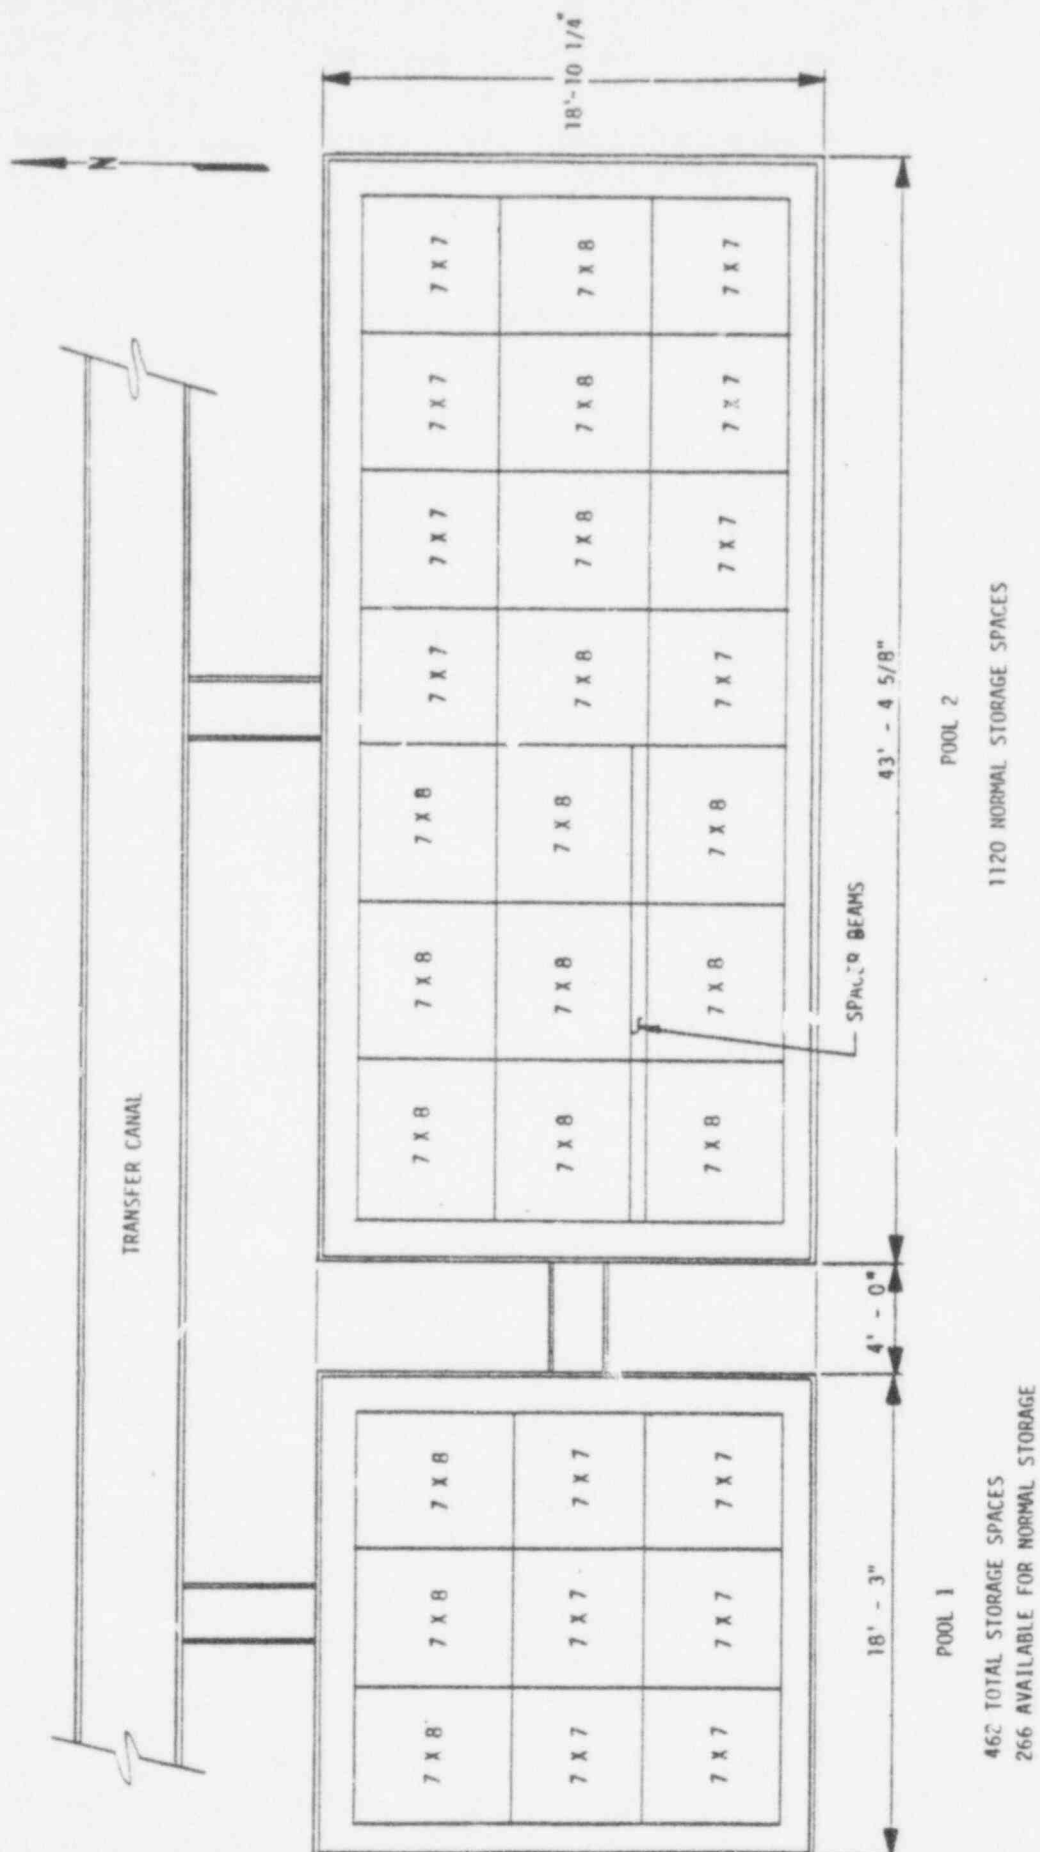 N
TRANSFER CANAL
7 X 8 7 X 8 7 X 8 7 X 8 7 X 8 7 X 8 7 X 7 7 X 7 7 X 7 7 X 7
7 X 7 7 X 7 7 X 7 7 X 8 7 X 8 7 X 8 7 X 8 7 X 8 7 X 8 7 X 8
18'-10 1/4"
7 X 7 7 X 7 7 X 7 7 X 8 7 X 8 7 X 8 7 X 7 7 X 7 7 X 7 7 X 7
SPACER BEAMS
18' - 3" 4' - 0" 43' - 4 5/8"
POOL 1
462 TOTAL STORAGE SPACES
266 AVAILABLE FOR NORMAL STORAGE
POOL 2
1120 NORMAL STORAGE SPACES